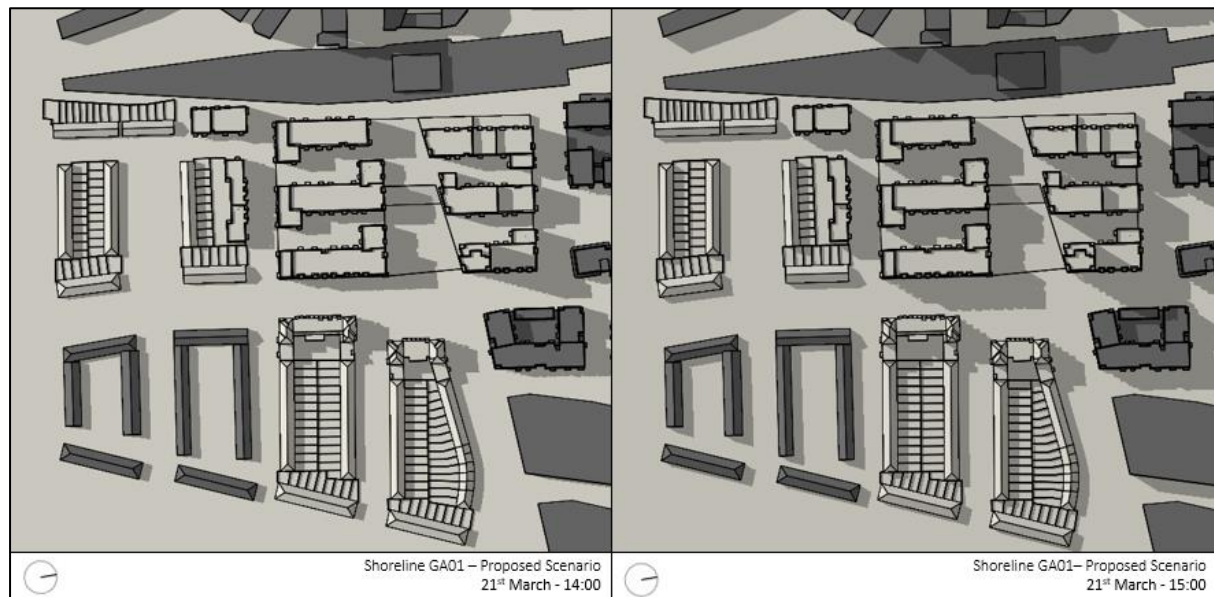 Shoreline GA01 – Proposed Scenario
21st March - 14:00
Shoreline GA01– Proposed Scenario
21st March - 15:00